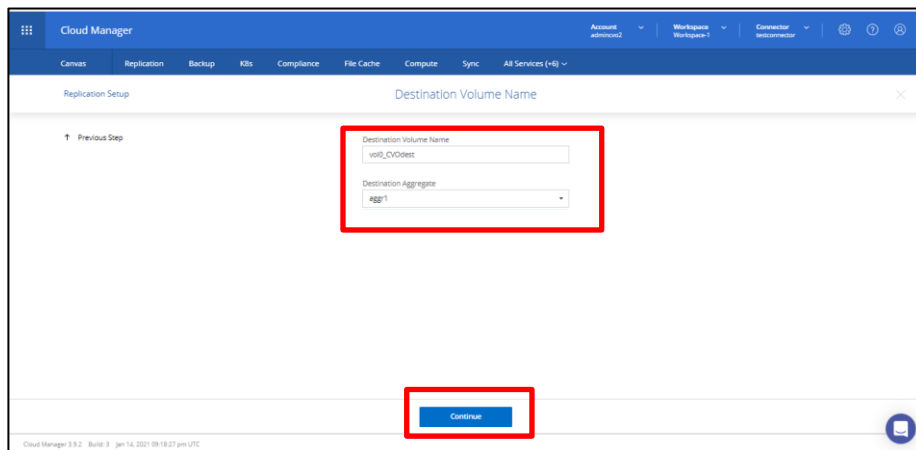 Cloud Manager
Account
admincvo2
Workspace
Workspace-1
Connector
testconnector
Canvas Replication Backup K8s Compliance File Cache Compute Sync All Services (+6)
Replication Setup
Destination Volume Name
Previous Step
Destination Volume Name
vol0_CVOdest
Destination Aggregate
aggr1
Continue
Cloud Manager 3.9.2 Build: 3 Jan 14, 2021 09:18:27 pm UTC